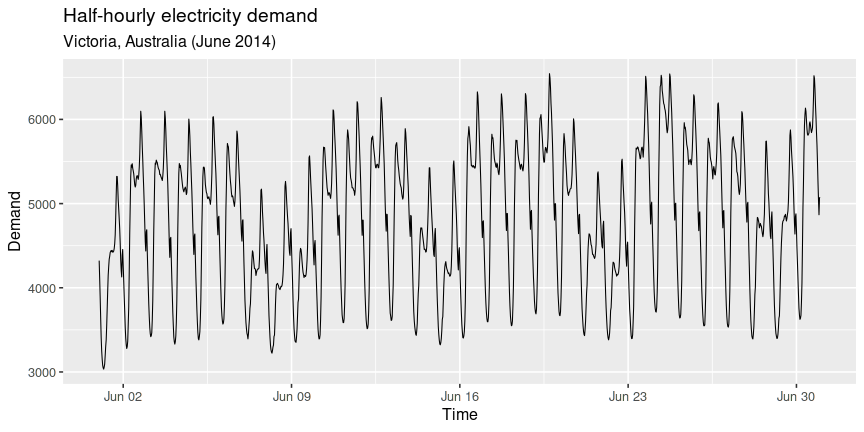 Half-hourly electricity demand
Victoria, Australia (June 2014)
Demand
6000
5000
4000
3000
Jun 02 Jun 09 Jun 16 Jun 23 Jun 30
Time